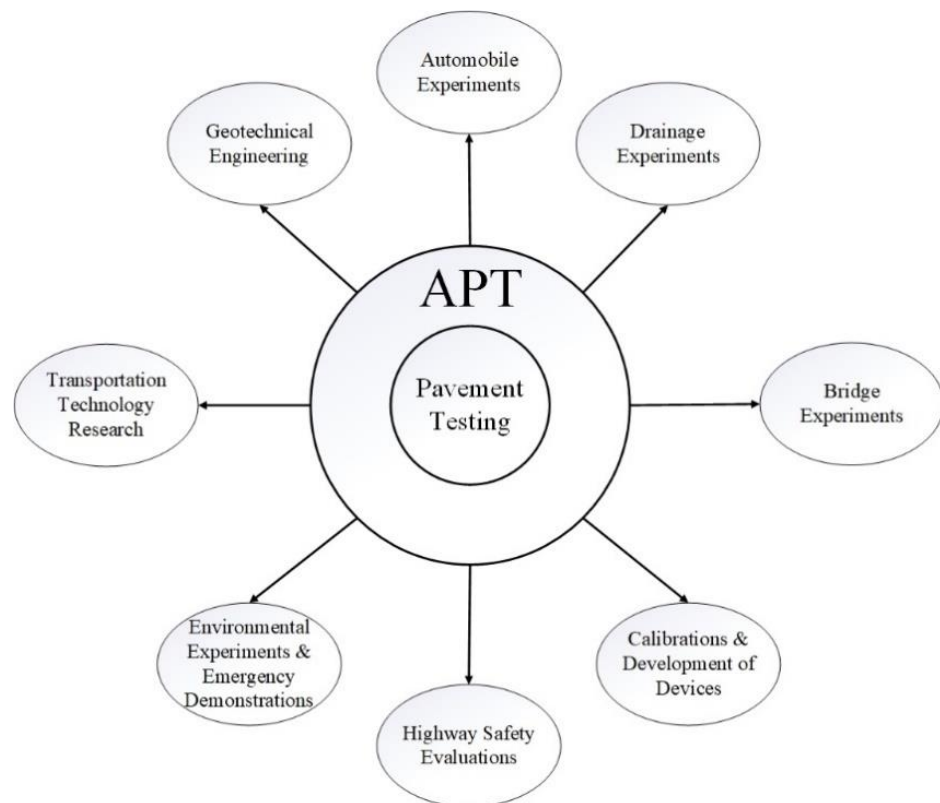 Automobile
Experiments
Geotechnical
Engineering
Drainage
Experiments
APT
Pavement
Testing
Transportation
Technology
Research
Bridge
Experiments
Environmental
Experiments &
Emergency
Demonstrations
Calibrations &
Development of
Devices
Highway Safety
Evaluations